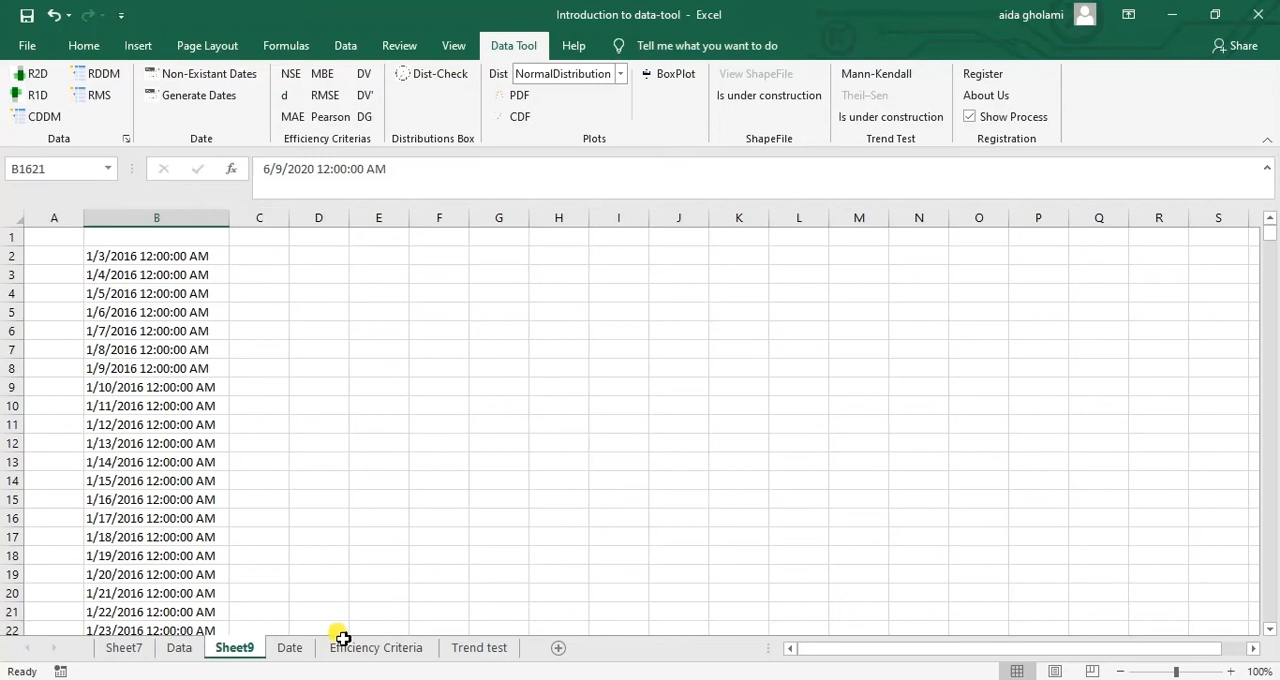 Introduction to data-tool - Excel
aida gholami
File Home Insert Page Layout Formulas Data Review View Data Tool Help Tell me what you want to do Share
R2D RDDM Non-Existant Dates NSE MBE DV Dist-Check Dist NormalDistribution BoxPlot View ShapeFile Mann-Kendall Register
R1D RMS Generate Dates d RMSE DV' PDF Is under construction Theil–Sen About Us
CDDM MAE Pearson DG CDF Is under construction Show Process
Data Date Efficiency Criterias Distributions Box Plots ShapeFile Trend Test Registration
B1621 fx 6/9/2020 12:00:00 AM
A B C D E F G H I J K L M N O P Q R S
1
2 1/3/2016 12:00:00 AM
3 1/4/2016 12:00:00 AM
4 1/5/2016 12:00:00 AM
5 1/6/2016 12:00:00 AM
6 1/7/2016 12:00:00 AM
7 1/8/2016 12:00:00 AM
8 1/9/2016 12:00:00 AM
9 1/10/2016 12:00:00 AM
10 1/11/2016 12:00:00 AM
11 1/12/2016 12:00:00 AM
12 1/13/2016 12:00:00 AM
13 1/14/2016 12:00:00 AM
14 1/15/2016 12:00:00 AM
15 1/16/2016 12:00:00 AM
16 1/17/2016 12:00:00 AM
17 1/18/2016 12:00:00 AM
18 1/19/2016 12:00:00 AM
19 1/20/2016 12:00:00 AM
20 1/21/2016 12:00:00 AM
21 1/22/2016 12:00:00 AM
22 1/23/2016 12:00:00 AM
Sheet7 Data Sheet9 Date Efficiency Criteria Trend test
Ready 100%